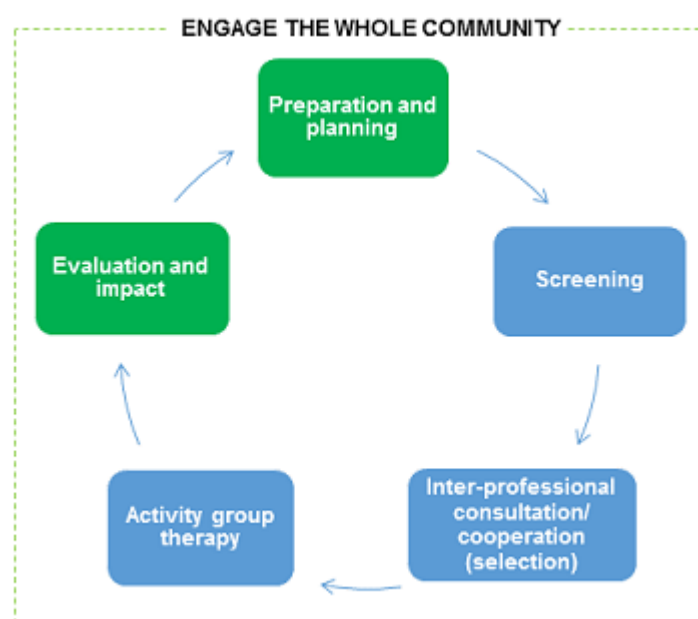 ENGAGE THE WHOLE COMMUNITY
Preparation and
planning
Screening
Inter-professional
consultation/
cooperation
(selection)
Activity group
therapy
Evaluation and
impact